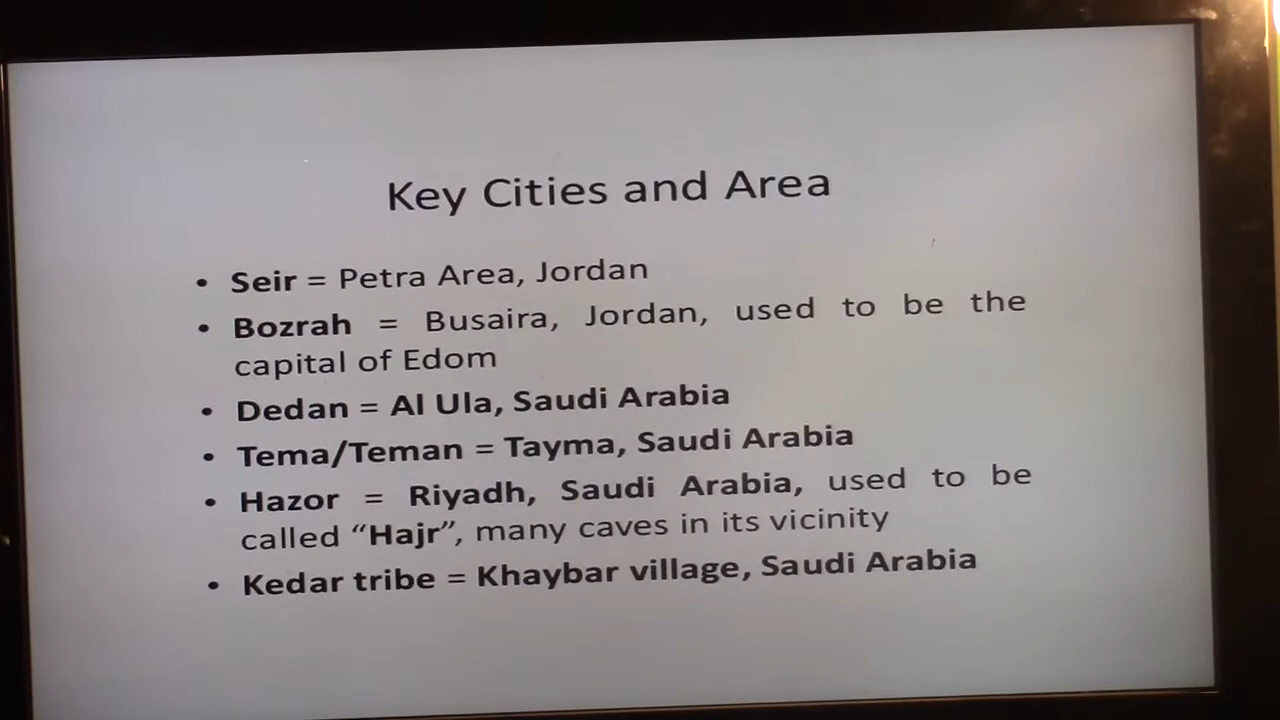 Key Cities and Area
• Seir = Petra Area, Jordan
• Bozrah = Busaira, Jordan, used to be the
capital of Edom
• Dedan = Al Ula, Saudi Arabia
• Tema/Teman = Tayma, Saudi Arabia
• Hazor = Riyadh, Saudi Arabia, used to be
called “Hajr”, many caves in its vicinity
• Kedar tribe = Khaybar village, Saudi Arabia